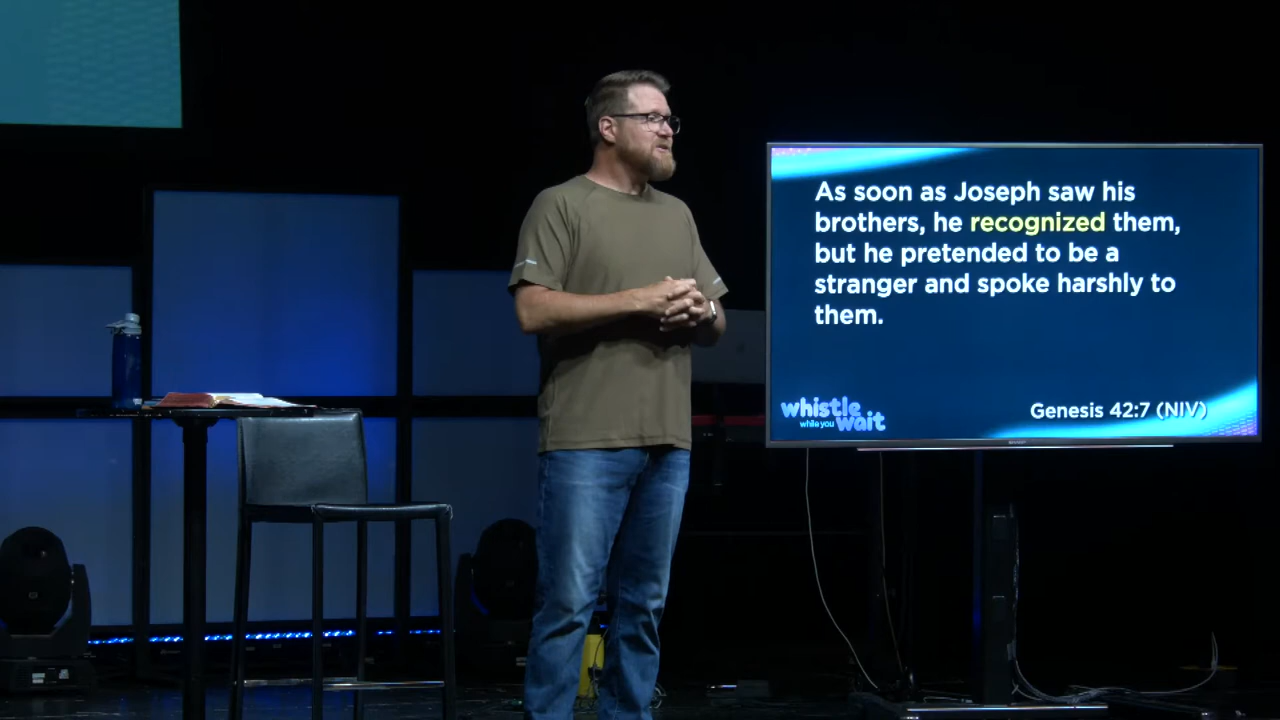 As soon as Joseph saw his
brothers, he recognized them,
but he pretended to be a
stranger and spoke harshly to
them.
whistle
while you wait
Genesis 42:7 (NIV)